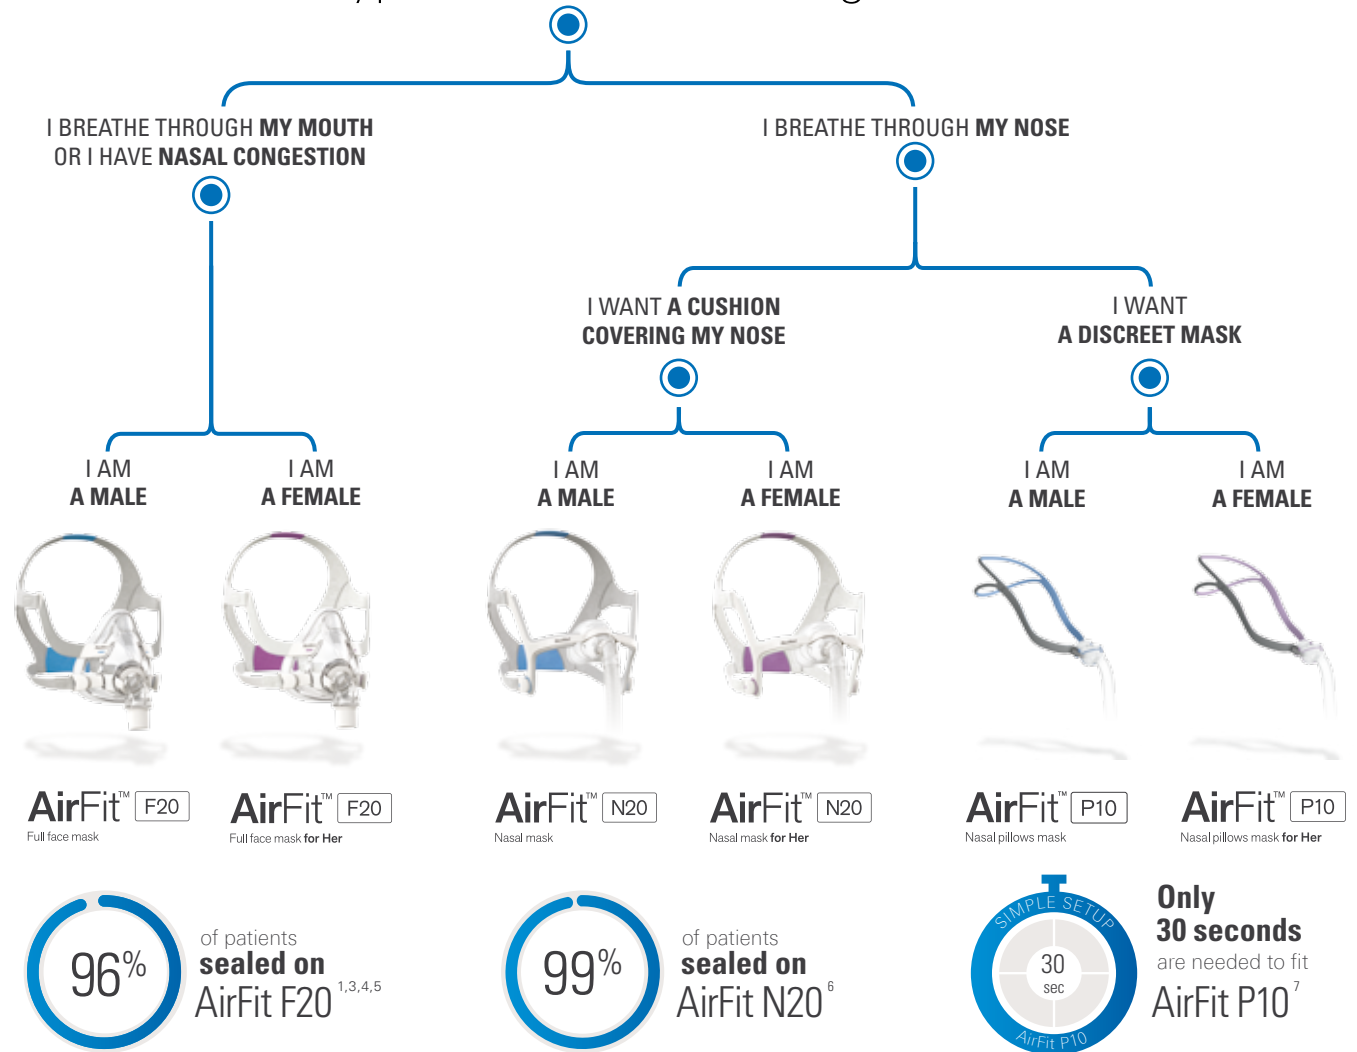 I BREATHE THROUGH MY MOUTH
OR I HAVE NASAL CONGESTION
I BREATHE THROUGH MY NOSE
I WANT A CUSHION
COVERING MY NOSE
I WANT
A DISCREET MASK
I AM
A MALE
I AM
A FEMALE
I AM
A MALE
I AM
A FEMALE
I AM
A MALE
I AM
A FEMALE
AirFit™ F20
Full face mask
AirFit™ F20
Full face mask for Her
AirFit™ N20
Nasal mask
AirFit™ N20
Nasal mask for Her
AirFit™ P10
Nasal pillows mask
AirFit™ P10
Nasal pillows mask for Her
96%
of patients
sealed on
AirFit F20 1,3,4,5
99%
of patients
sealed on
AirFit N20 6
SIMPLE SETUP
30
sec
AirFit P10
Only
30 seconds
are needed to fit
AirFit P10 7